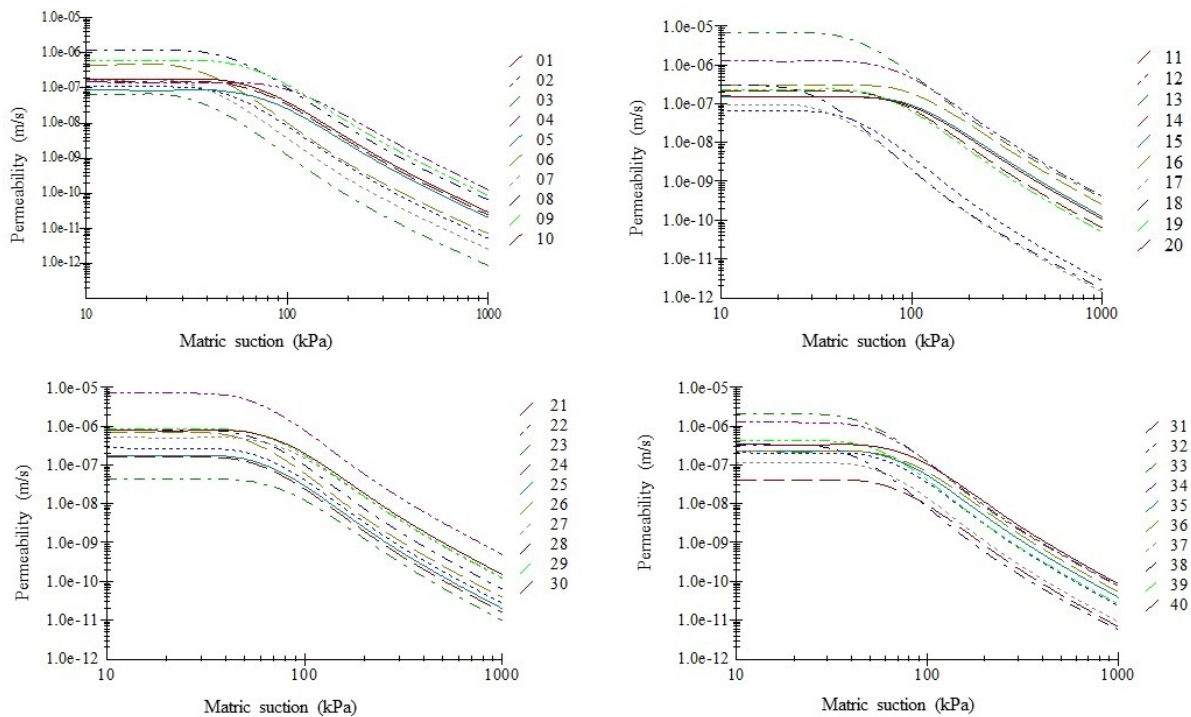 1.0e-05
1.0e-06
1.0e-07
1.0e-08
1.0e-09
1.0e-10
1.0e-11
1.0e-12
Permeability (m/s)
10
100
1000
Matric suction (kPa)
01
02
03
04
05
06
07
08
09
10
1.0e-05
1.0e-06
1.0e-07
1.0e-08
1.0e-09
1.0e-10
1.0e-11
1.0e-12
Permeability (m/s)
10
100
1000
Matric suction (kPa)
11
12
13
14
15
16
17
18
19
20
1.0e-05
1.0e-06
1.0e-07
1.0e-08
1.0e-09
1.0e-10
1.0e-11
1.0e-12
Permeability (m/s)
10
100
1000
Matric suction (kPa)
21
22
23
24
25
26
27
28
29
30
1.0e-05
1.0e-06
1.0e-07
1.0e-08
1.0e-09
1.0e-10
1.0e-11
1.0e-12
Permeability (m/s)
10
100
1000
Matric suction (kPa)
31
32
33
34
35
36
37
38
39
40